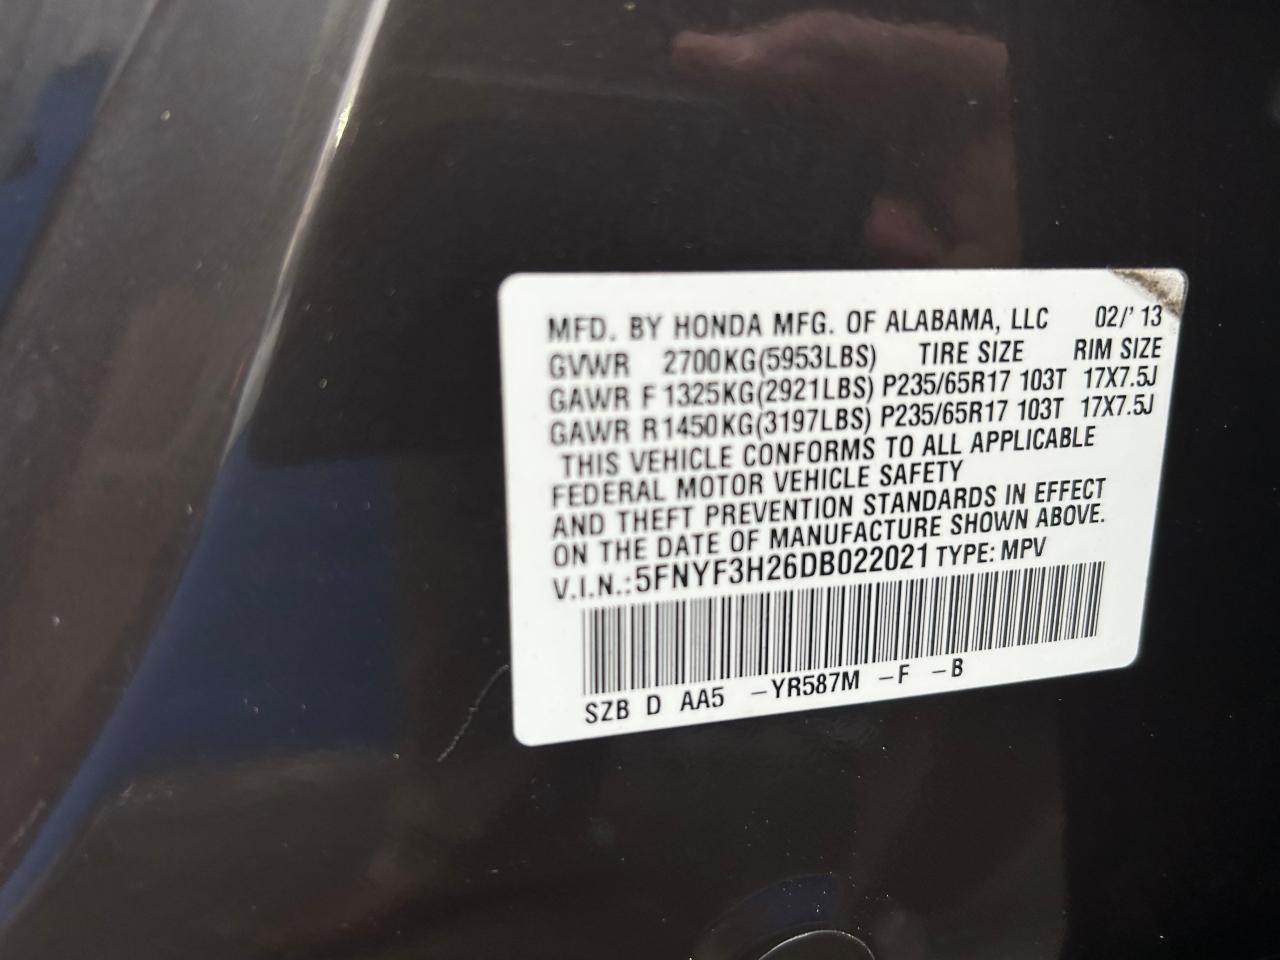 MFD. BY HONDA MFG. OF ALABAMA, LLC 02/'13
GVWR 2700KG(5953LBS) TIRE SIZE RIM SIZE
GAWR F 1325KG(2921LBS) P235/65R17 103T 17X7.5J
GAWR R1450KG(3197LBS) P235/65R17 103T 17X7.5J
THIS VEHICLE CONFORMS TO ALL APPLICABLE
FEDERAL MOTOR VEHICLE SAFETY
AND THEFT PREVENTION STANDARDS IN EFFECT
ON THE DATE OF MANUFACTURE SHOWN ABOVE.
V.I.N.:5FNYF3H26DB022021 TYPE: MPV
SZB D AA5 -YR587M -F -B